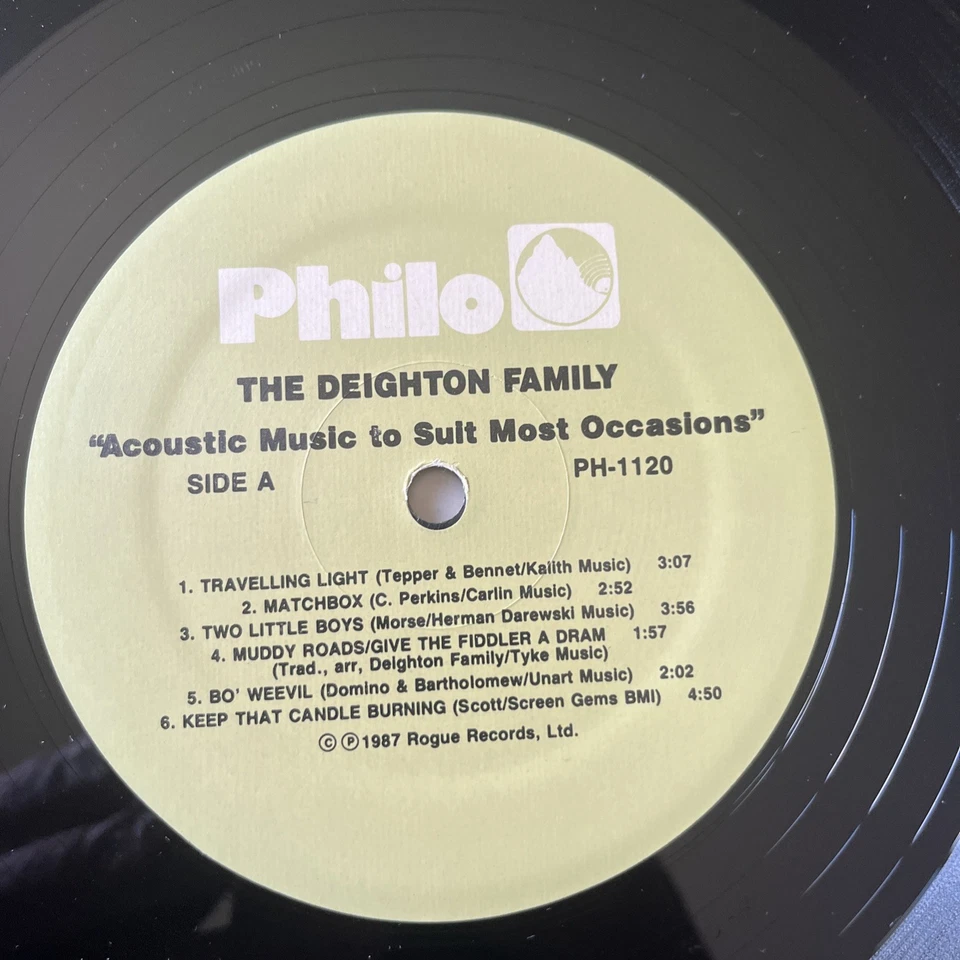 Philo
THE DEIGHTON FAMILY
“Acoustic Music to Suit Most Occasions”
SIDE A PH-1120
1. TRAVELLING LIGHT (Tepper & Bennet/Kalith Music) 3:07
2. MATCHBOX (C. Perkins/Carlin Music) 2:52
3. TWO LITTLE BOYS (Morse/Herman Darewski Music) 3:56
4. MUDDY ROADS/GIVE THE FIDDLER A DRAM 1:57
(Trad., arr, Deighton Family/Tyke Music)
5. BO' WEEVIL (Domino & Bartholomew/Unart Music) 2:02
6. KEEP THAT CANDLE BURNING (Scott/Screen Gems BMI) 4:50
©℗1987 Rogue Records, Ltd.